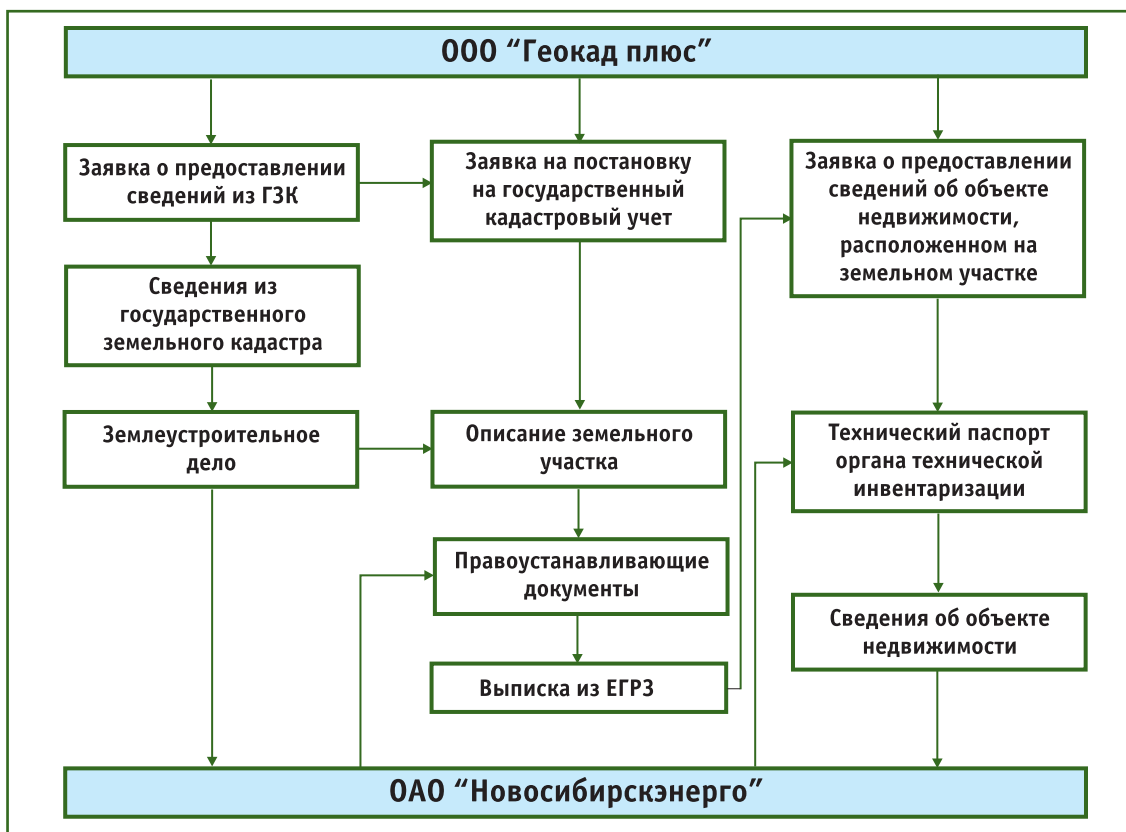 ООО “Геокад плюс”
Заявка о предоставлении
сведений из ГЗК
Заявка на постановку
на государственный
кадастровый учет
Заявка о предоставлении
сведений об объекте
недвижимости,
расположенном на
земельном участке
Сведения из
государственного
земельного кадастра
Землеустроительное
дело
Описание земельного
участка
Технический паспорт
органа технической
инвентаризации
Правоустанавливающие
документы
Сведения об объекте
недвижимости
Выписка из ЕГРЗ
ОАО “Новосибирскэнерго”